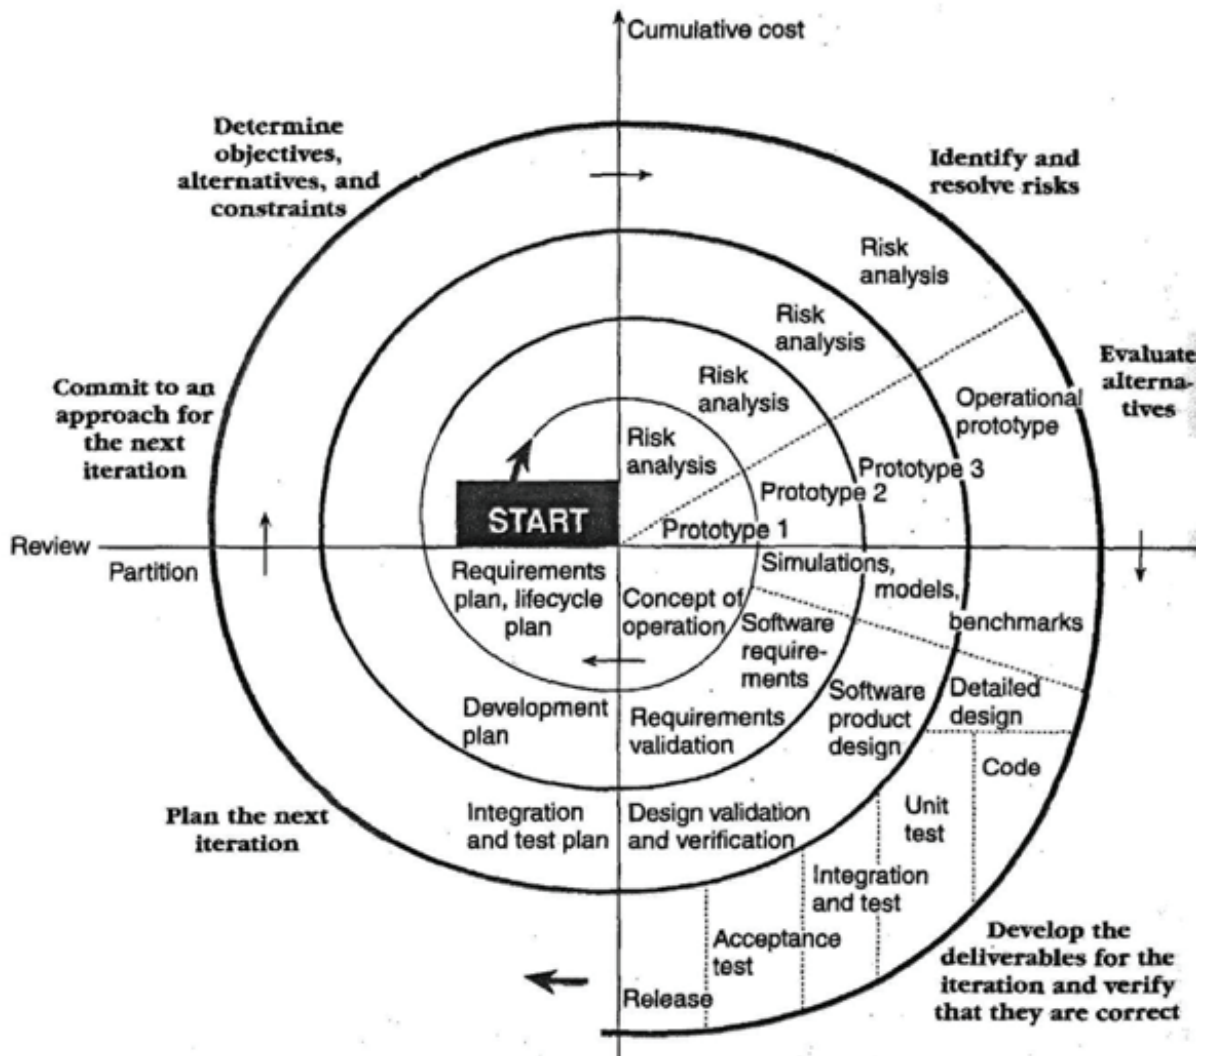 Cumulative cost
Determine
objectives,
alternatives, and
constraints
Identify and
resolve risks
Risk
analysis
Risk
analysis
Risk
analysis
Risk
analysis
Evaluate
alterna-
tives
Commit to an
approach for
the next
iteration
Operational
prototype
Prototype 3
Prototype 2
Prototype 1
START
Review
Partition
Requirements
plan, lifecycle
plan
Concept of
operation
Simulations,
models,
benchmarks
Software
require-
ments
Software
product
design
Detailed
design
Development
plan
Requirements
validation
Code
Unit
test
Plan the next
iteration
Integration
and test plan
Design validation
and verification
Integration
and test
Acceptance
test
Release
Develop the
deliverables for the
iteration and verify
that they are correct